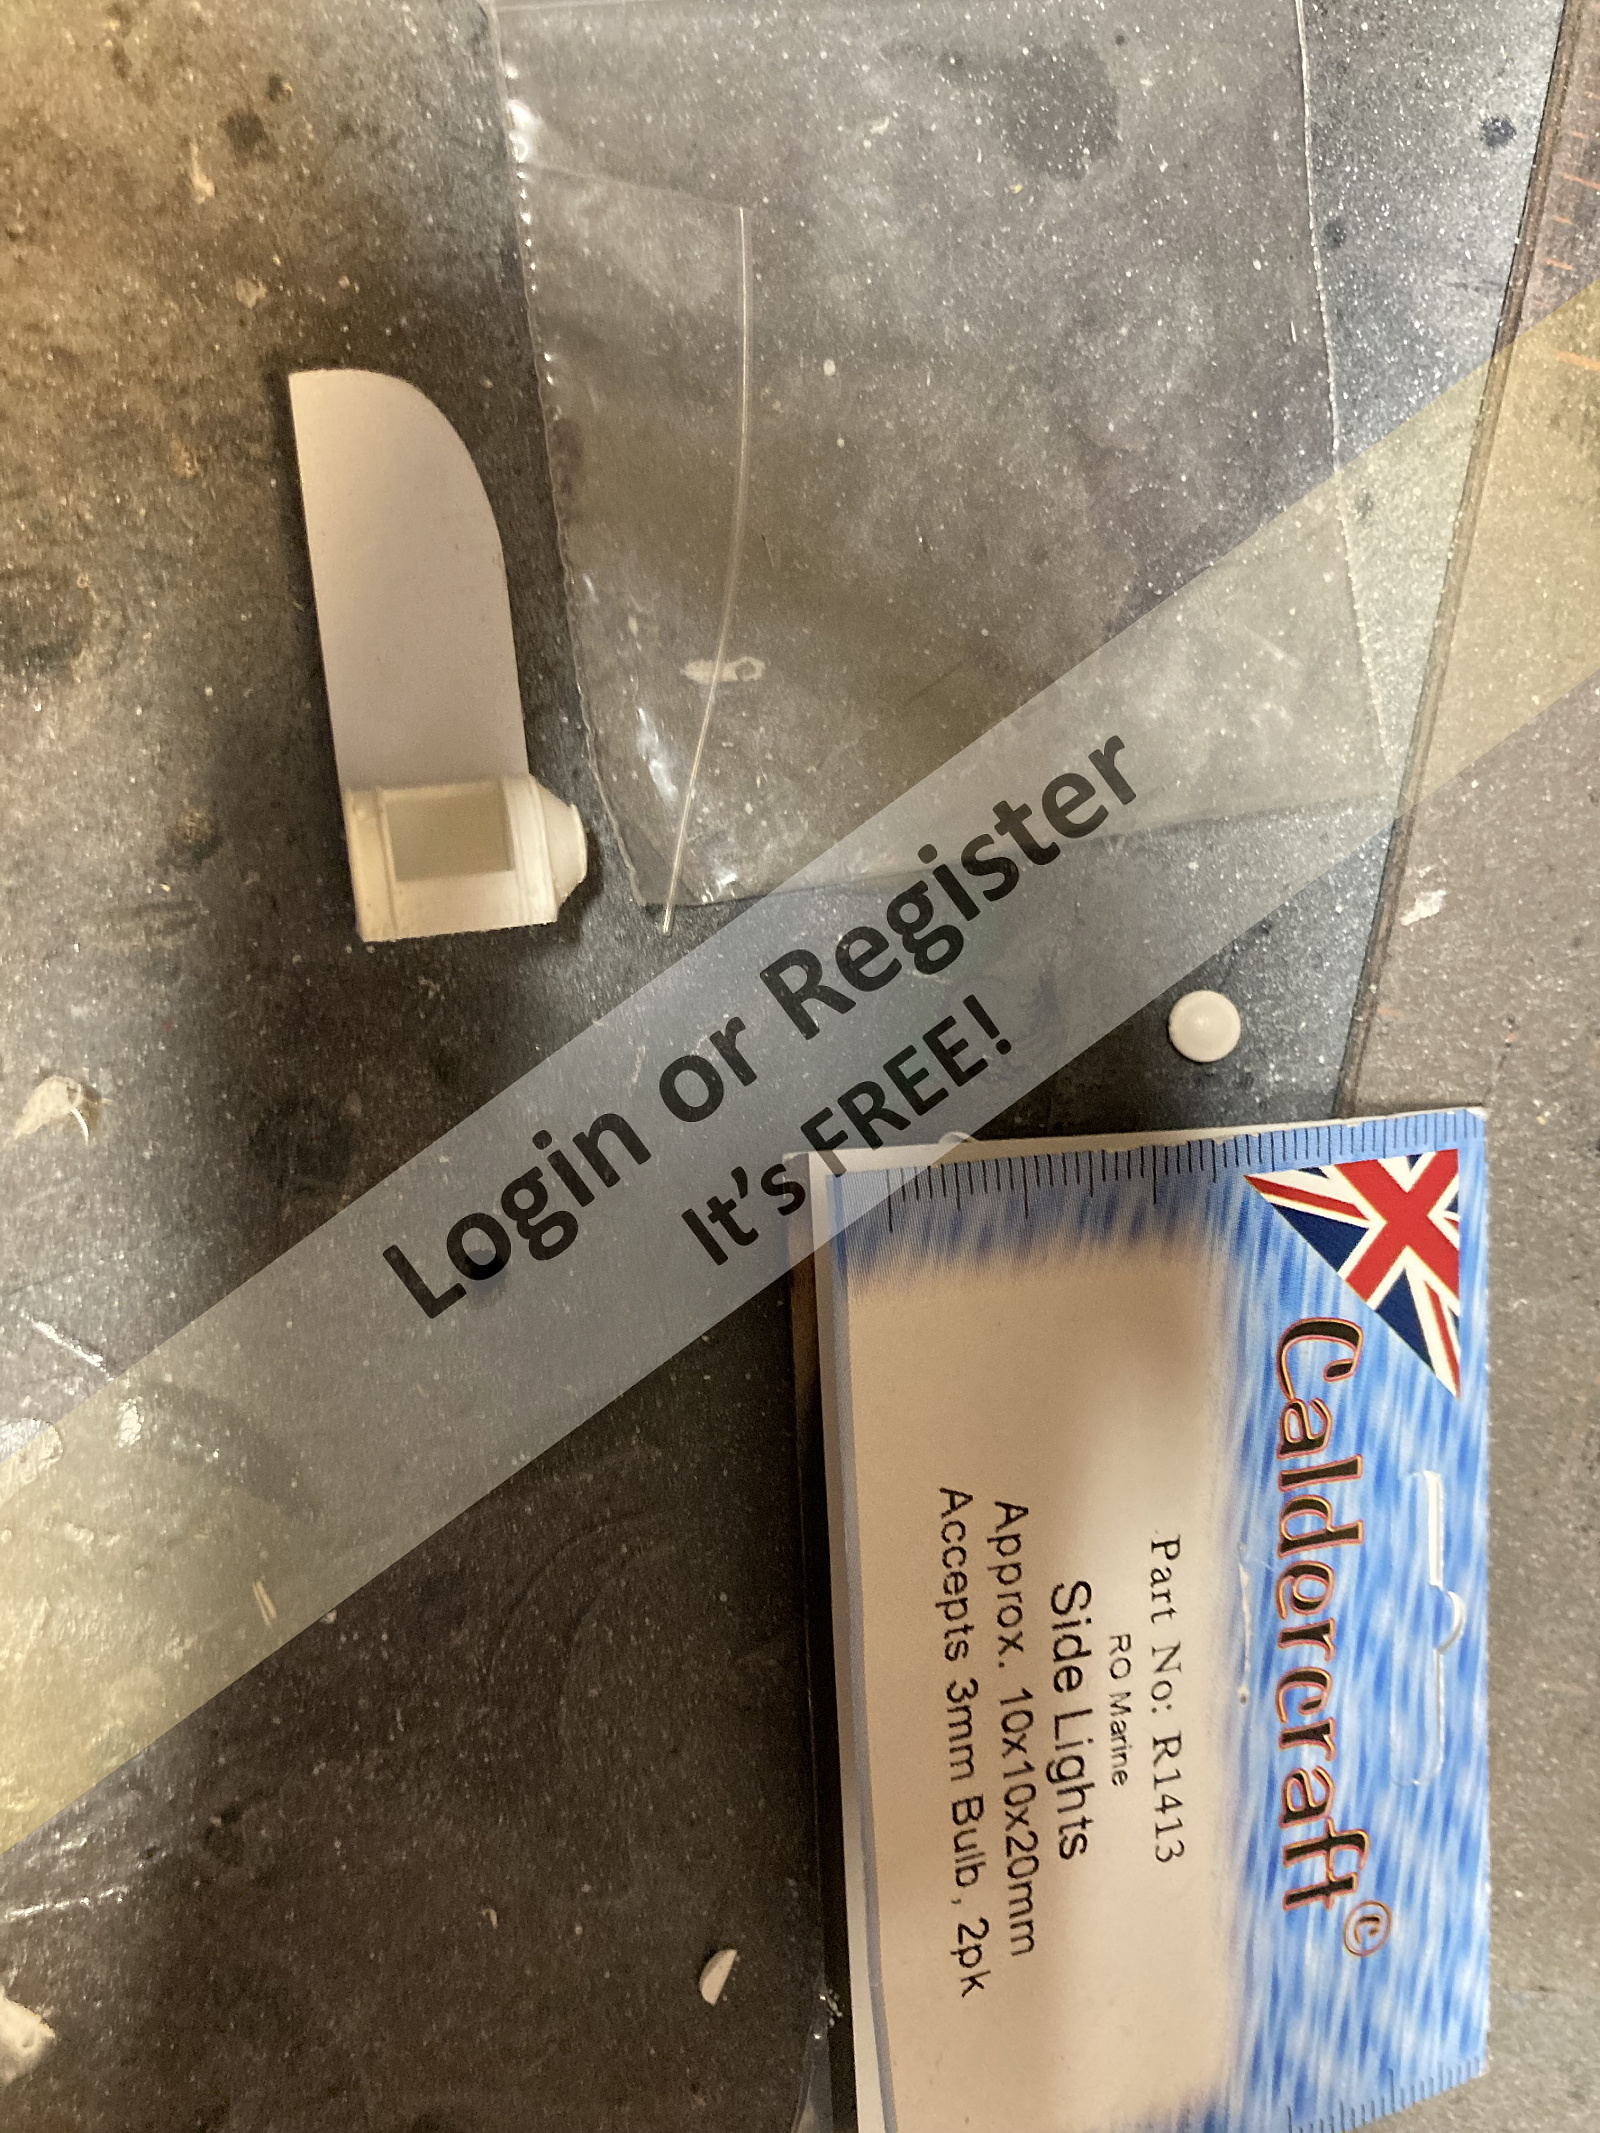 Login or Register
It's FREE!
Caldercraft©
Part No: R1413
RO Marine
Side Lights
Approx. 10x10x20mm
Accepts 3mm Bulb, 2pk